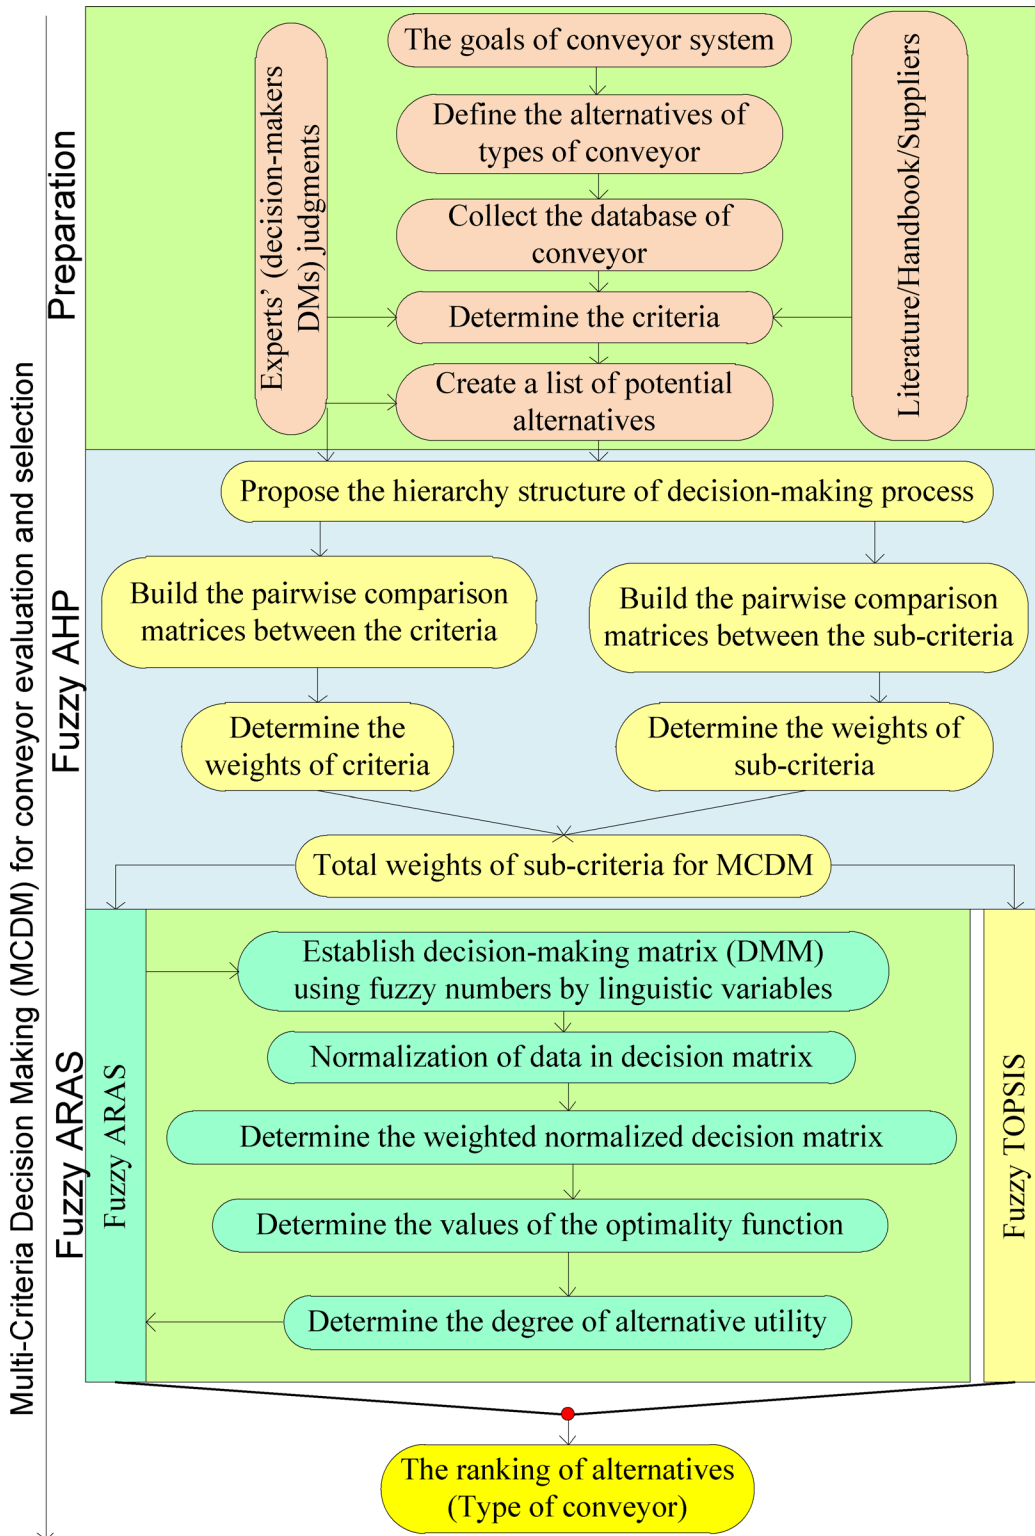 Multi-Criteria Decision Making (MCDM) for conveyor evaluation and selection
Preparation
Experts’ (decision-makers
DMs) judgments
The goals of conveyor system
Define the alternatives of
types of conveyor
Collect the database of
conveyor
Determine the criteria
Create a list of potential
alternatives
Literature/Handbook/Suppliers
Fuzzy AHP
Propose the hierarchy structure of decision-making process
Build the pairwise comparison
matrices between the criteria
Build the pairwise comparison
matrices between the sub-criteria
Determine the
weights of criteria
Determine the weights of
sub-criteria
Total weights of sub-criteria for MCDM
Fuzzy ARAS
Fuzzy ARAS
Establish decision-making matrix (DMM)
using fuzzy numbers by linguistic variables
Normalization of data in decision matrix
Determine the weighted normalized decision matrix
Determine the values of the optimality function
Determine the degree of alternative utility
Fuzzy TOPSIS
The ranking of alternatives
(Type of conveyor)